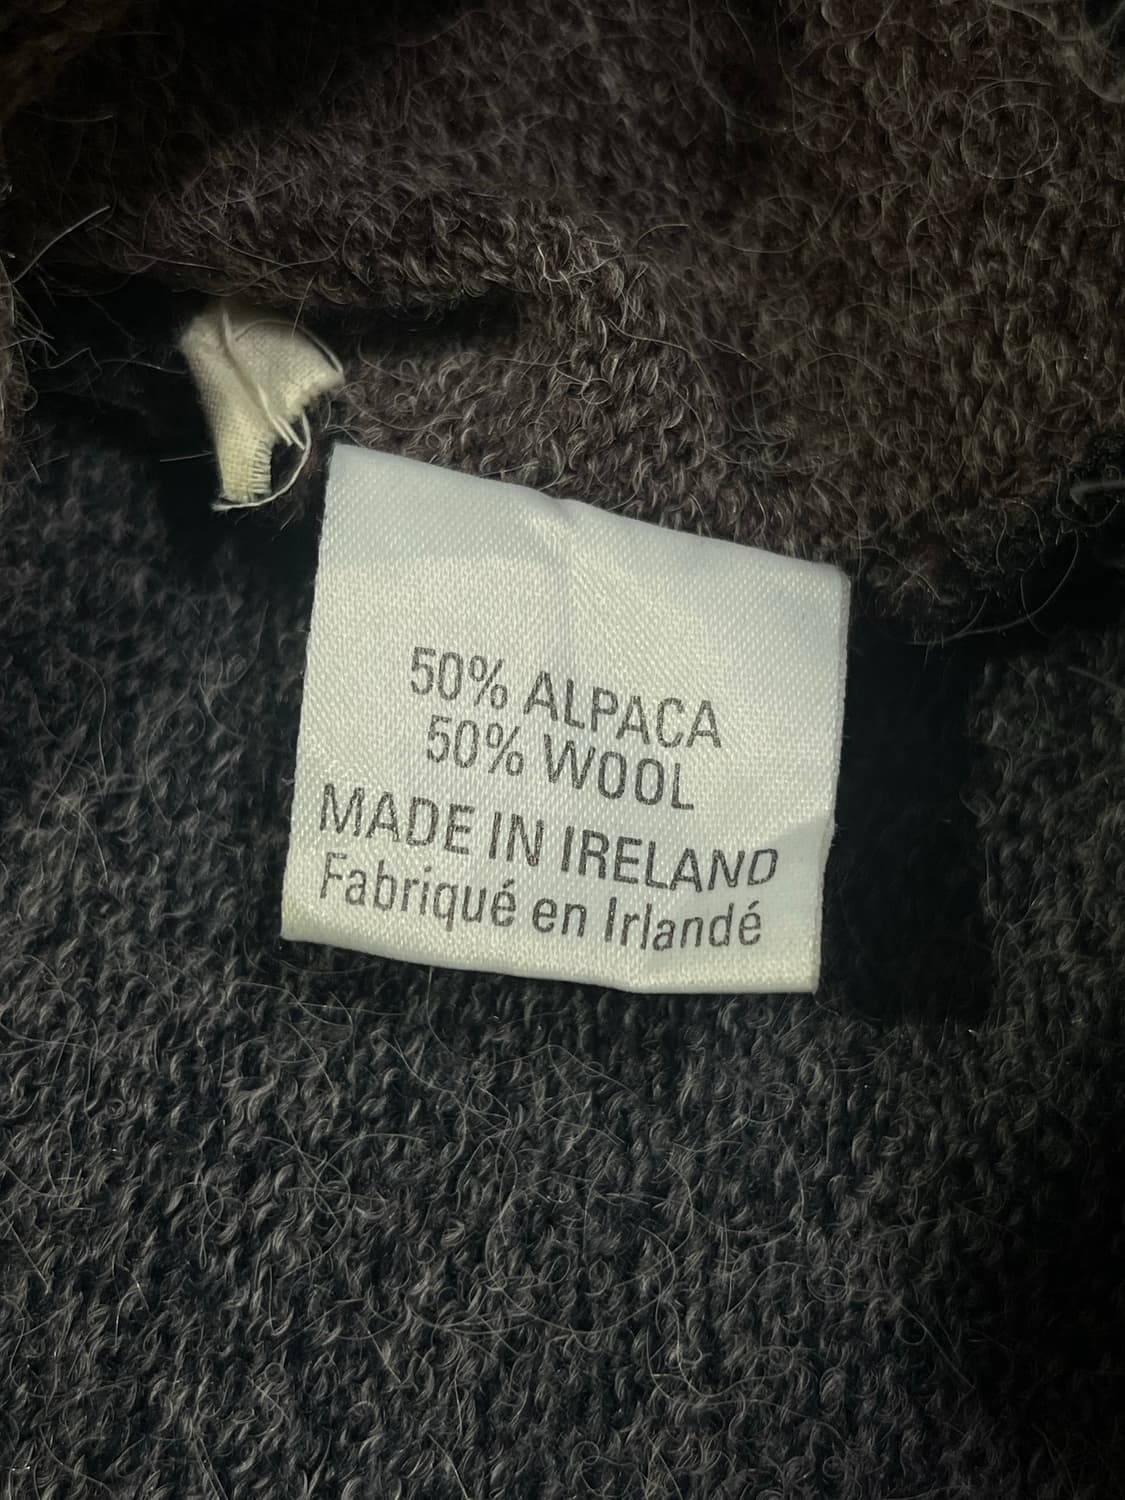 50% ALPACA
50% WOOL
MADE IN IRELAND
Fabriqué en Irlandé